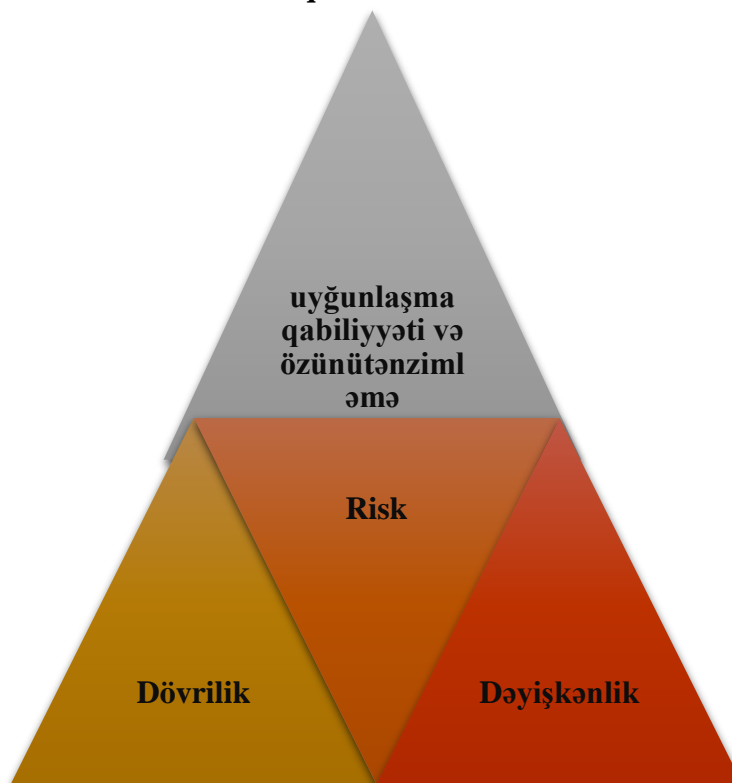 uyğunlaşma
qabiliyyəti və
özünütənziml
əmə
Risk
Dövrilik
Dəyişkənlik